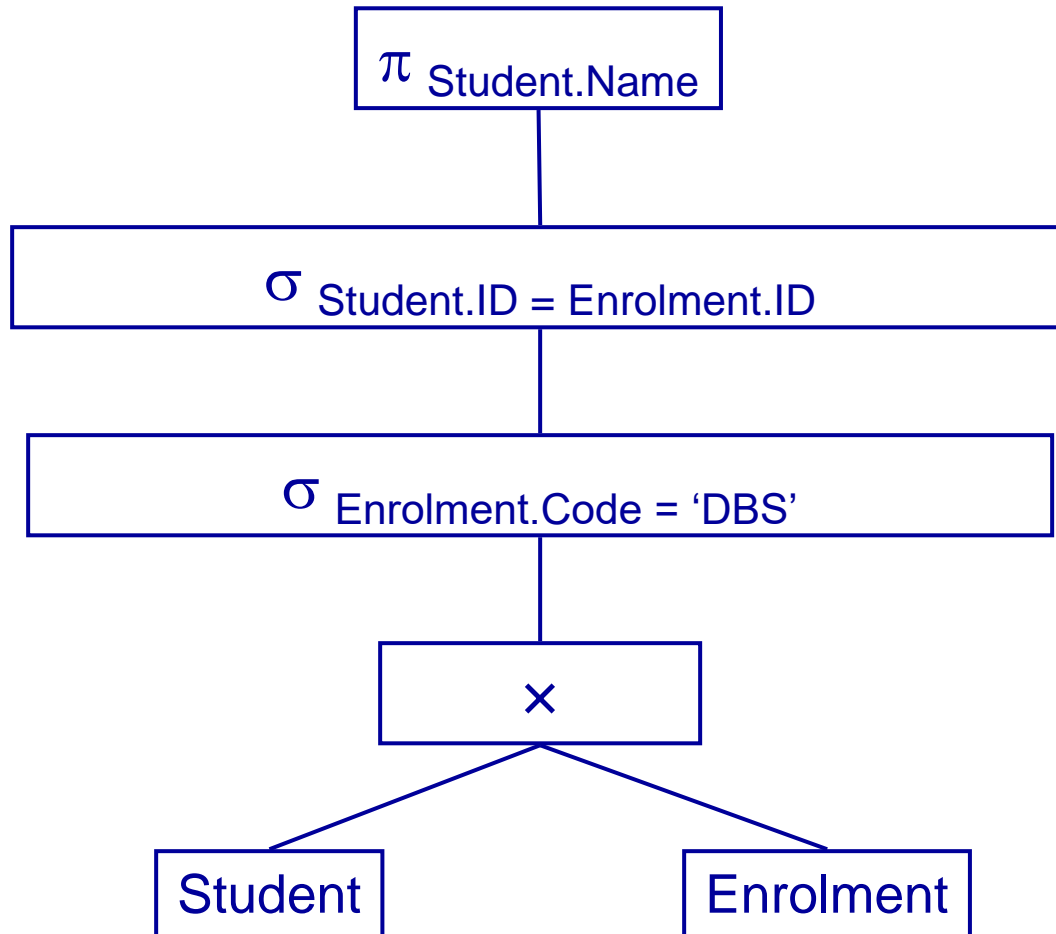 π Student.Name
σ Student.ID = Enrolment.ID
σ Enrolment.Code = ‘DBS’
×
Student
Enrolment